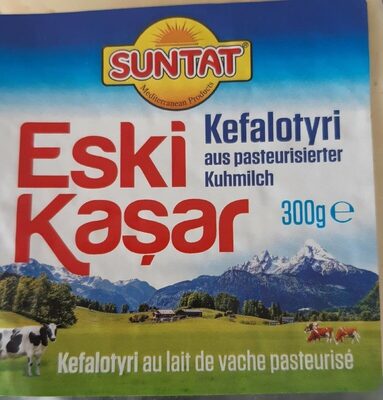 SUNTAT®
Mediterranean Products
Eski
Kaşar
Kefalotyri
aus pasteurisierter
Kuhmilch
300g ℮
Kefalotyri au lait de vache pasteurisé